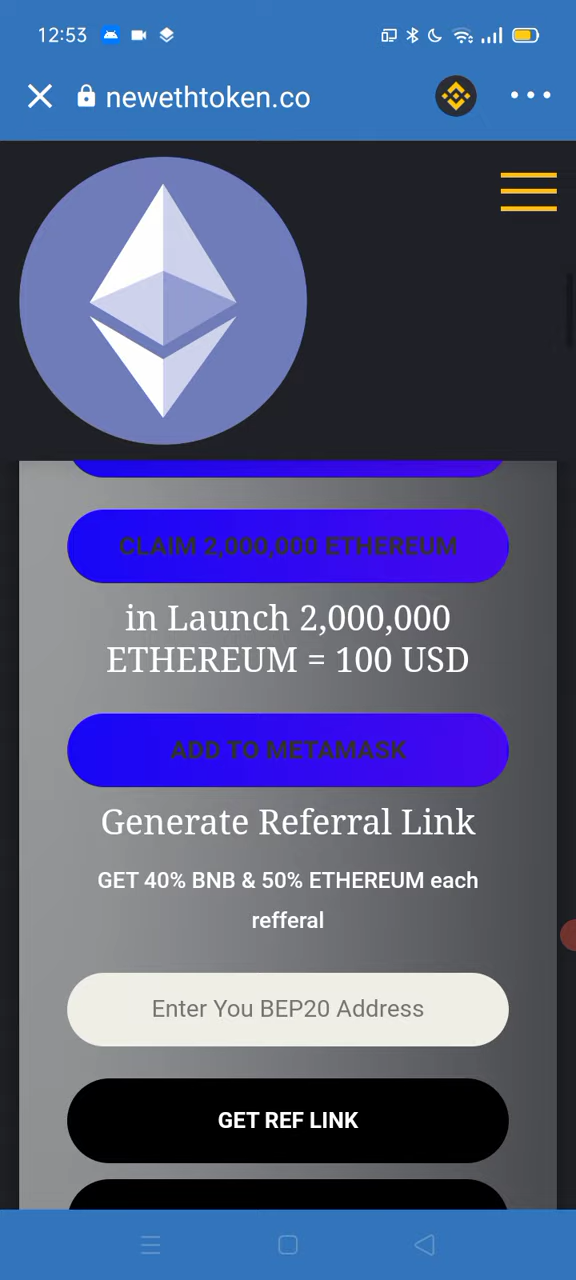 12:53
newethtoken.co
CLAIM 2,000,000 ETHEREUM
in Launch 2,000,000
ETHEREUM = 100 USD
ADD TO METAMASK
Generate Referral Link
GET 40% BNB & 50% ETHEREUM each
refferal
Enter You BEP20 Address
GET REF LINK